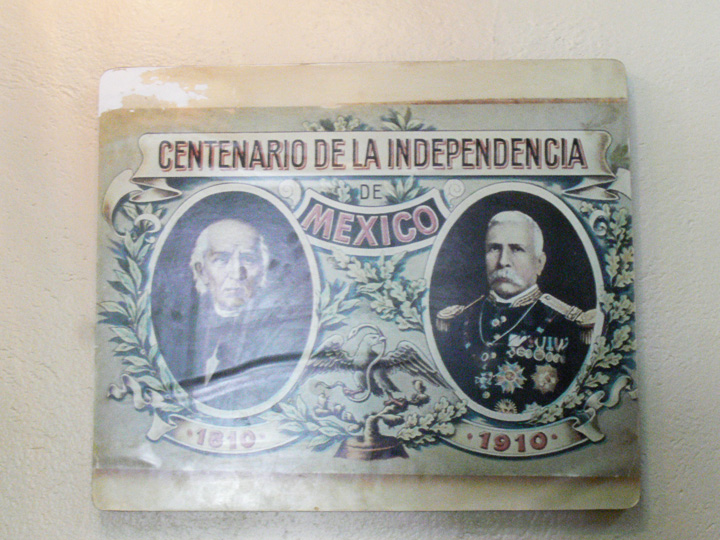 CENTENARIO DE LA INDEPENDENCIA
DE
MEXICO
·1810·
·1910·